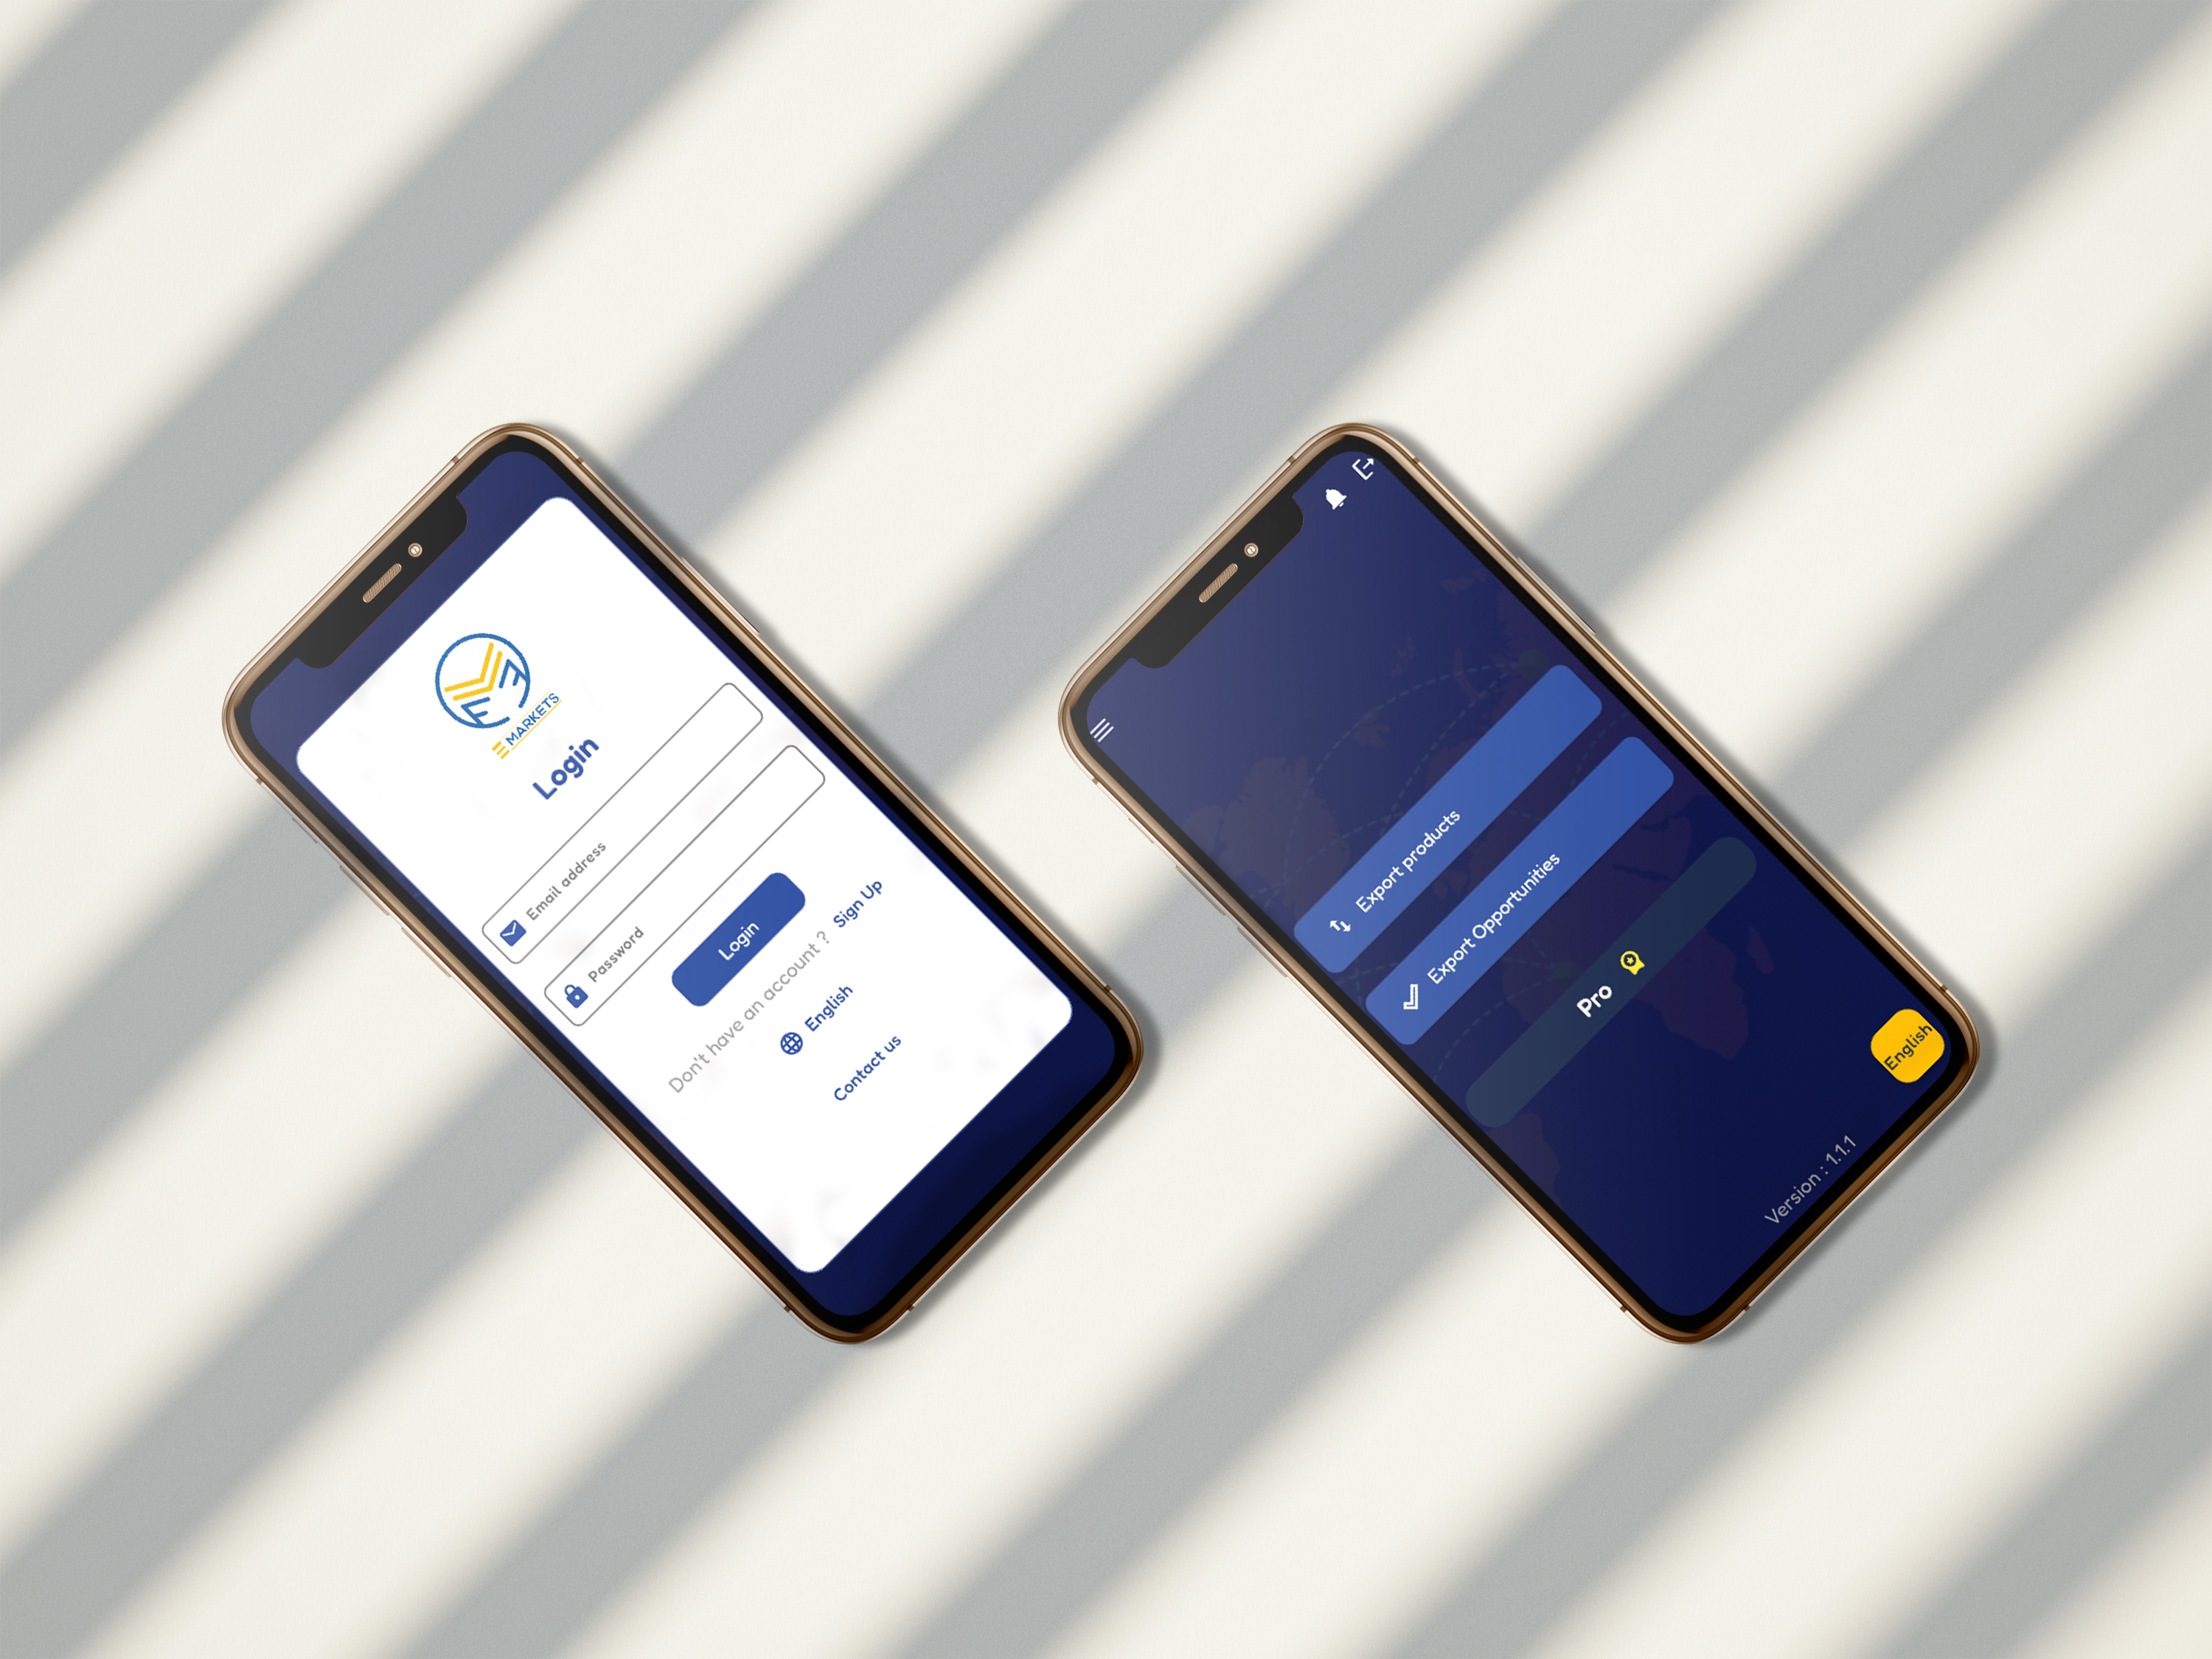 E MARKETS
Login
Email address
Password
Login
Don't have an account ? Sign Up
English
Contact us
Export products
Export Opportunities
Pro
English
Version : 1.1.1